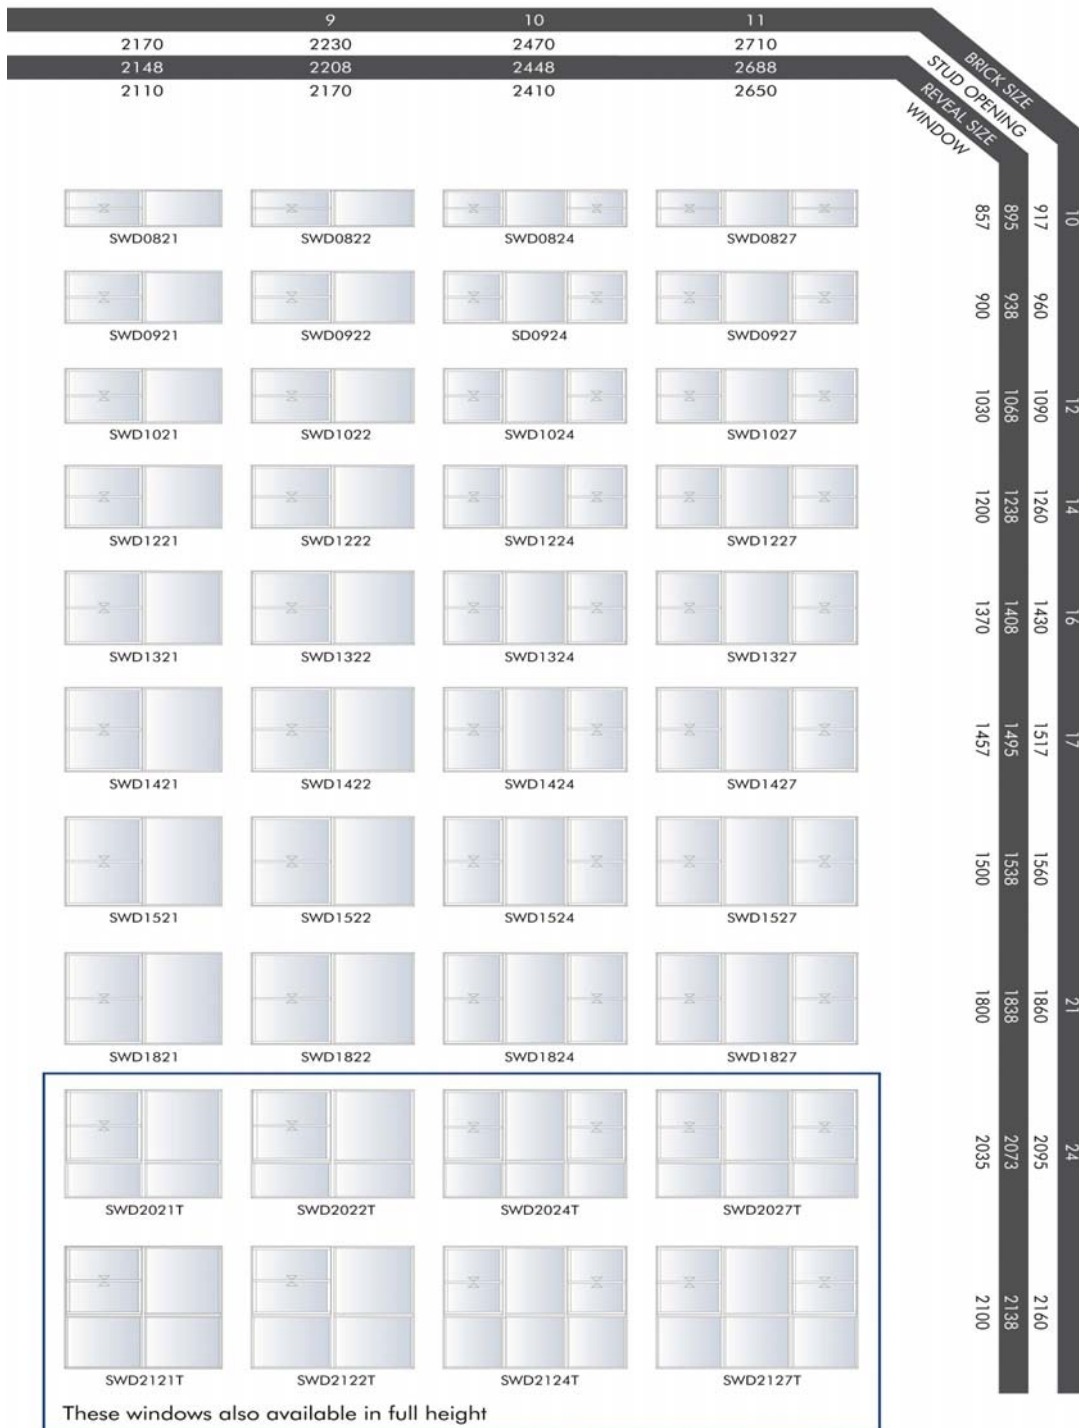 9 10 11
2170 2230 2470 2710
2148 2208 2448 2688
2110 2170 2410 2650
BRICK SIZE
STUD OPENING
REVEAL SIZE
WINDOW
SWD0821 SWD0822 SWD0824 SWD0827
857 895 917 10
SWD0921 SWD0922 SD0924 SWD0927
900 938 960
SWD1021 SWD1022 SWD1024 SWD1027
1030 1068 1090 12
SWD1221 SWD1222 SWD1224 SWD1227
1200 1238 1260 14
SWD1321 SWD1322 SWD1324 SWD1327
1370 1408 1430 16
SWD1421 SWD1422 SWD1424 SWD1427
1457 1495 1517 17
SWD1521 SWD1522 SWD1524 SWD1527
1500 1538 1560
SWD1821 SWD1822 SWD1824 SWD1827
1800 1838 1860 21
SWD2021T SWD2022T SWD2024T SWD2027T
2035 2073 2095 24
SWD2121T SWD2122T SWD2124T SWD2127T
2100 2138 2160
These windows also available in full height